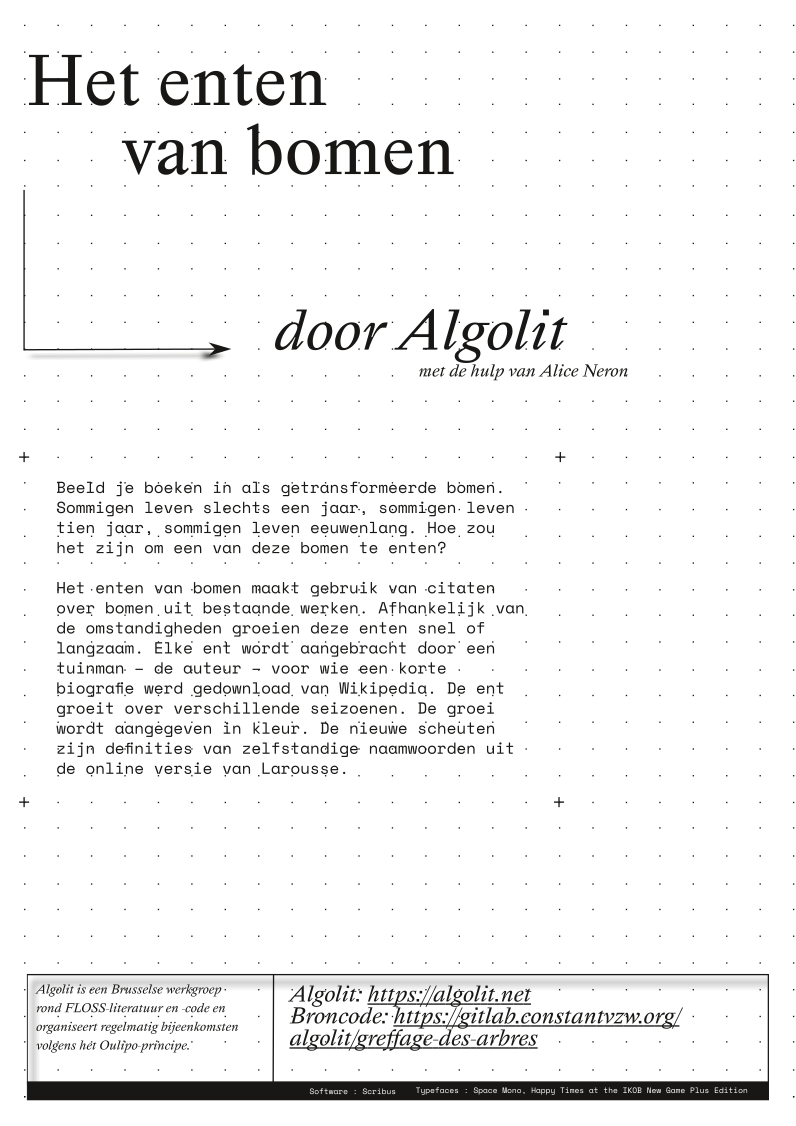 Het enten
van bomen
door Algolit
met de hulp van Alice Neron
Beeld je boeken in als getransformeerde bomen.
Sommigen leven slechts een jaar, sommigen leven
tien jaar, sommigen leven eeuwenlang. Hoe zou
het zijn om een van deze bomen te enten?
Het enten van bomen maakt gebruik van citaten
over bomen uit bestaande werken. Afhankelijk van
de omstandigheden groeien deze enten snel of
langzaam. Elke ent wordt aangebracht door een
tuinman – de auteur – voor wie een korte
biografie werd gedownload van Wikipedia. De ent
groeit over verschillende seizoenen. De groei
wordt aangegeven in kleur. De nieuwe scheuten
zijn definities van zelfstandige naamwoorden uit
de online versie van Larousse.
Algolit is een Brusselse werkgroep
rond FLOSS-literatuur en -code en
organiseert regelmatig bijeenkomsten
volgens het Oulipo-principe.
Algolit: https://algolit.net
Broncode: https://gitlab.constantvzw.org/
algolit/greffage-des-arbres
Software : Scribus Typefaces : Space Mono, Happy Times at the IKOB New Game Plus Edition